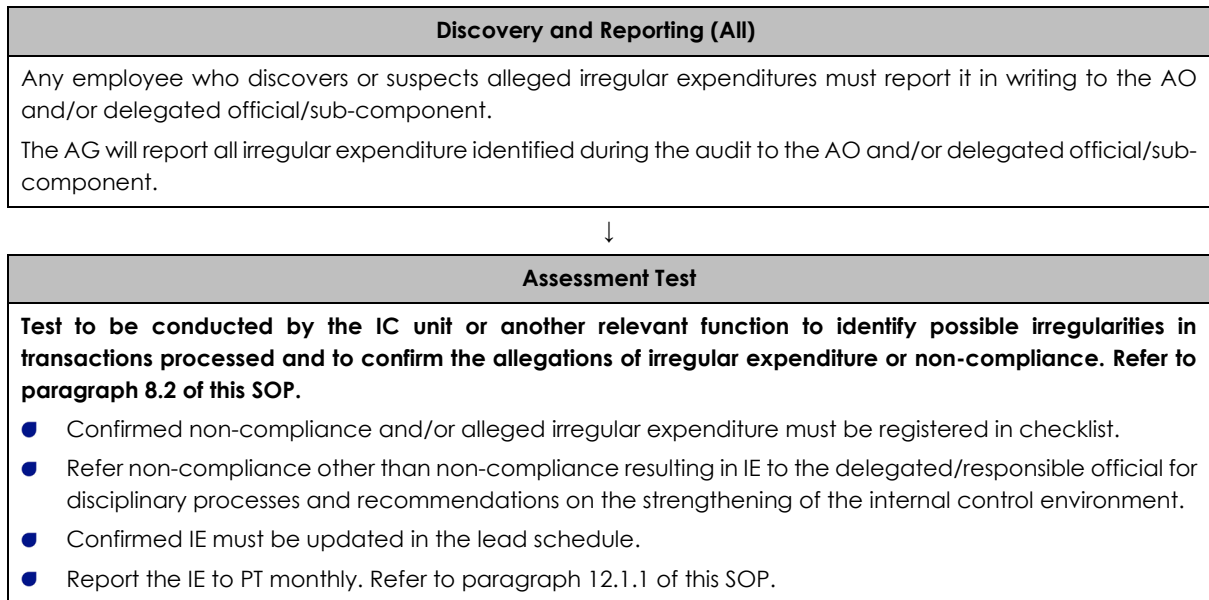 Discovery and Reporting (All)
Any employee who discovers or suspects alleged irregular expenditures must report it in writing to the AO
and/or delegated official/sub-component.
The AG will report all irregular expenditure identified during the audit to the AO and/or delegated official/sub-
component.
↓
Assessment Test
Test to be conducted by the IC unit or another relevant function to identify possible irregularities in
transactions processed and to confirm the allegations of irregular expenditure or non-compliance. Refer to
paragraph 8.2 of this SOP.
Confirmed non-compliance and/or alleged irregular expenditure must be registered in checklist.
Refer non-compliance other than non-compliance resulting in IE to the delegated/responsible official for
disciplinary processes and recommendations on the strengthening of the internal control environment.
Confirmed IE must be updated in the lead schedule.
Report the IE to PT monthly. Refer to paragraph 12.1.1 of this SOP.